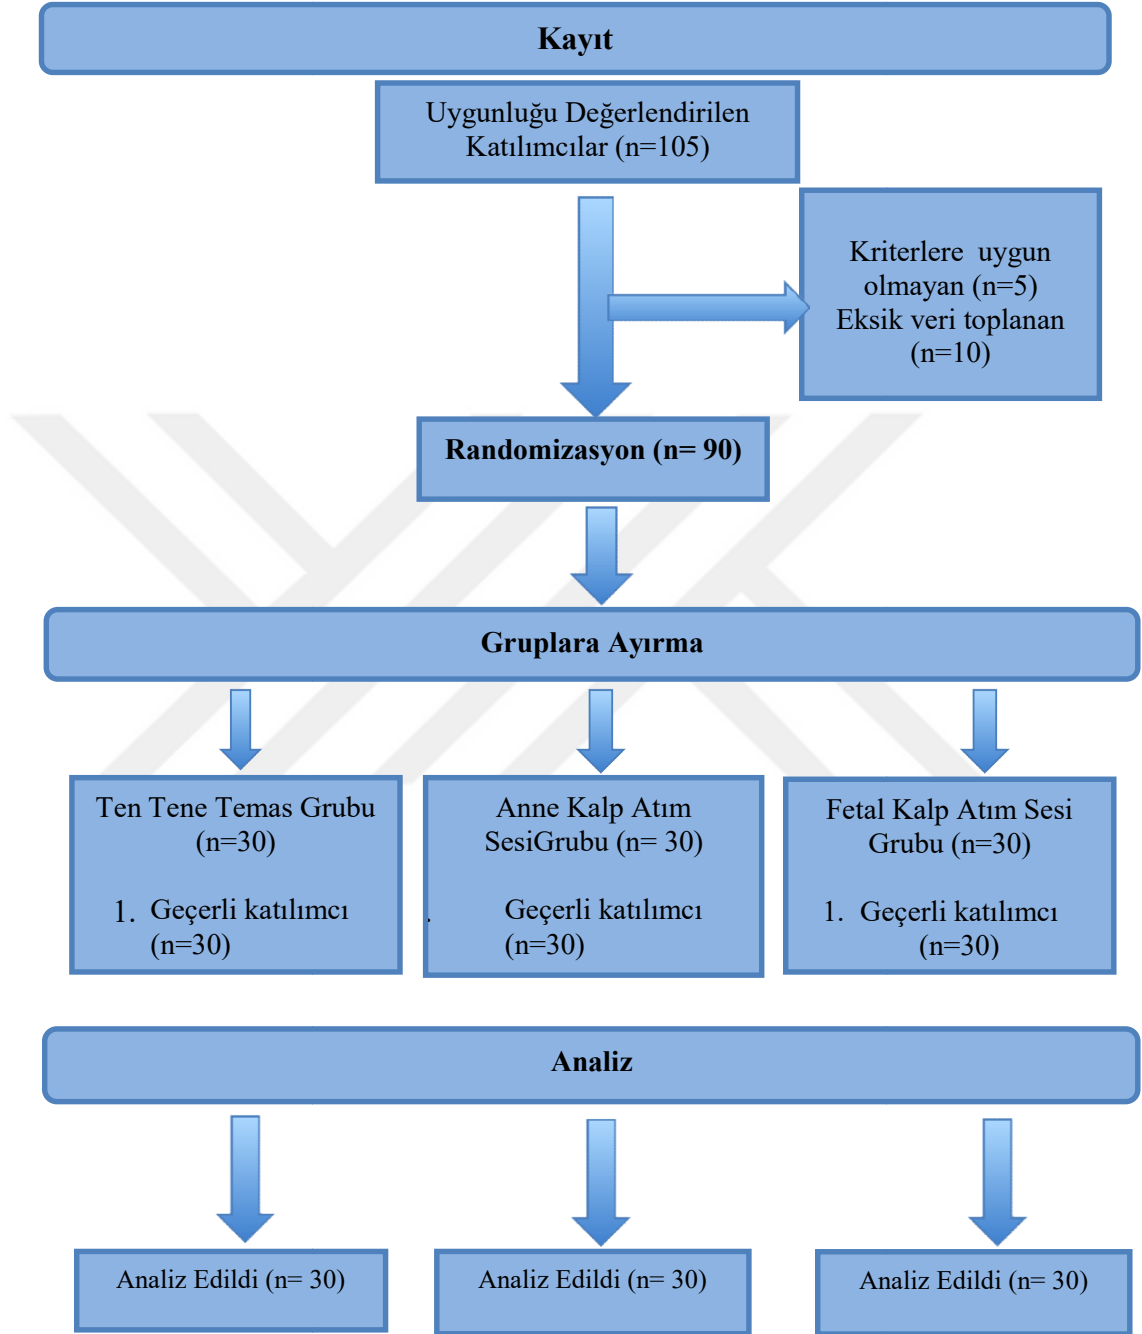 Kayıt
Uygunluğu Değerlendirilen
Katılımcılar (n=105)
Kriterlere uygun
olmayan (n=5)
Eksik veri toplanan
(n=10)
Randomizasyon (n= 90)
Gruplara Ayırma
Ten Tene Temas Grubu
(n=30)
1. Geçerli katılımcı
(n=30)
Anne Kalp Atım
SesiGrubu (n= 30)
. Geçerli katılımcı
(n=30)
Fetal Kalp Atım Sesi
Grubu (n=30)
1. Geçerli katılımcı
(n=30)
Analiz
Analiz Edildi (n= 30)
Analiz Edildi (n= 30)
Analiz Edildi (n= 30)